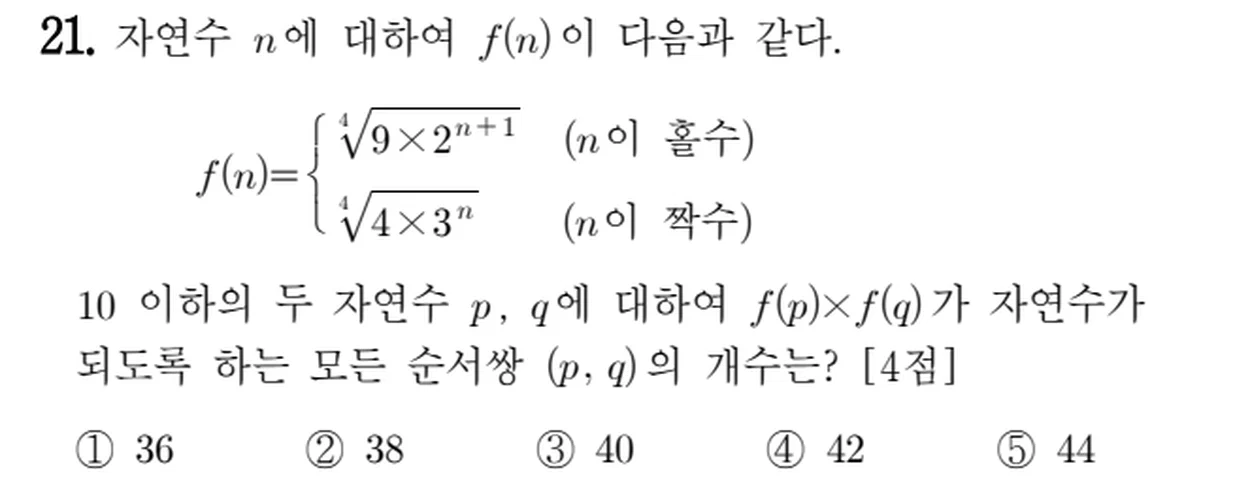 21. 자연수 n에 대하여 f(n)이 다음과 같다.
f(n)= { ⁴√(9×2ⁿ⁺¹) (n이 홀수)
⁴√(4×3ⁿ) (n이 짝수)
10 이하의 두 자연수 p, q에 대하여 f(p)×f(q)가 자연수가
되도록 하는 모든 순서쌍 (p, q)의 개수는? [4점]
① 36 ② 38 ③ 40 ④ 42 ⑤ 44